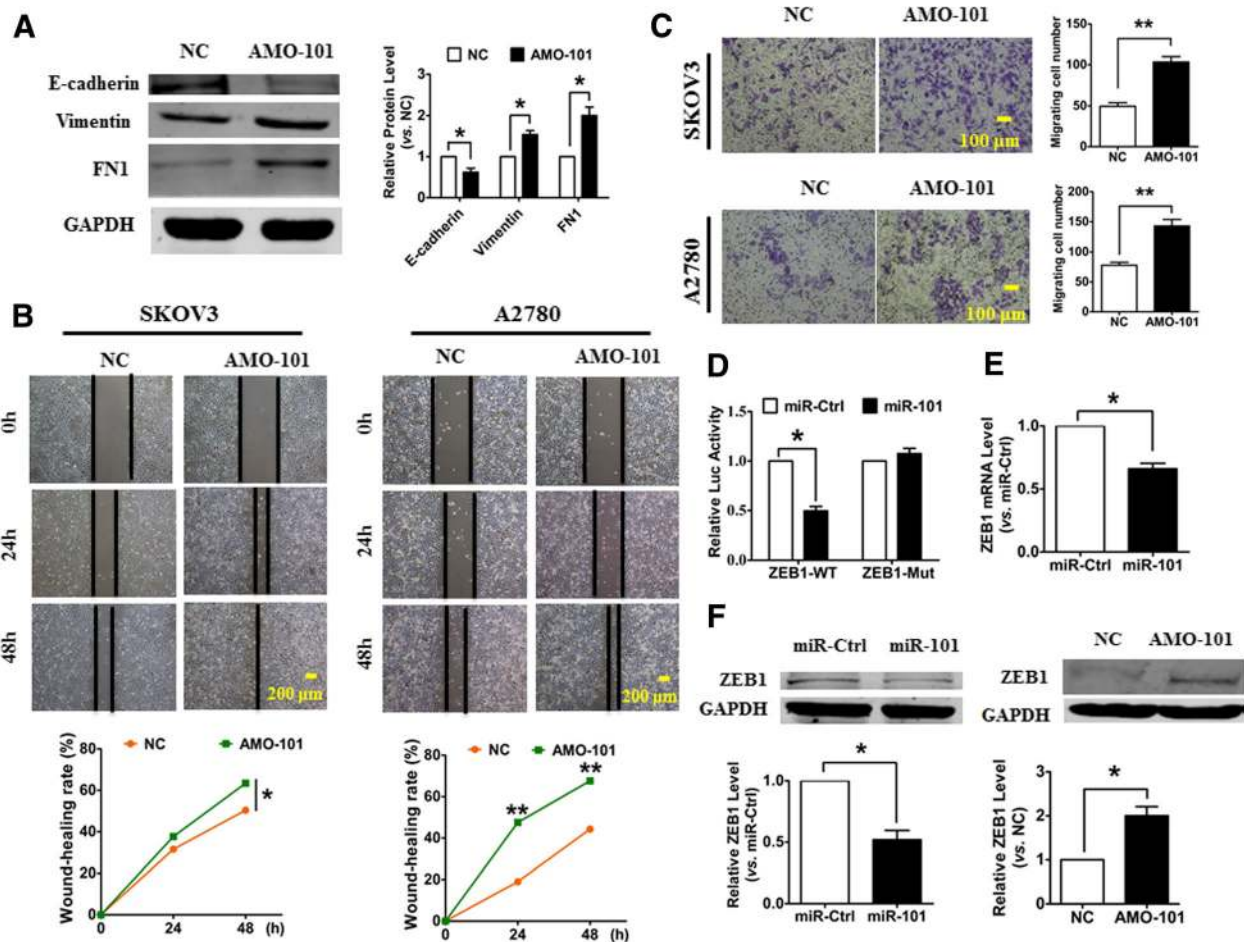 A
NC AMO-101
E-cadherin
Vimentin
FN1
GAPDH
NC AMO-101
Relative Protein Level
(vs. NC)
3
2
1
0
* * *
E-cadherin Vimentin FN1
B
SKOV3
NC AMO-101
0h
24h
48h
200 µm
NC AMO-101
Wound-healing rate (%)
80
60
40
20
0
*
0 24 48 (h)
A2780
NC AMO-101
0h
24h
48h
200 µm
NC AMO-101
Wound-healing rate (%)
80
60
40
20
0
** **
0 24 48 (h)
C
NC AMO-101
SKOV3
100 µm
Migrating cell number
150
100
50
0
**
NC AMO-101
NC AMO-101
A2780
100 µm
Migrating cell number
200
150
100
50
0
**
NC AMO-101
D
miR-Ctrl miR-101
Relative Luc Activity
1.5
1.0
0.5
0.0
*
ZEB1-WT ZEB1-Mut
E
ZEB1 mRNA Level
(vs. miR-Ctrl)
1.0
0.5
0.0
*
miR-Ctrl miR-101
F
miR-Ctrl miR-101
ZEB1
GAPDH
Relative ZEB1 Level
(vs. miR-Ctrl)
1.0
0.5
0.0
*
miR-Ctrl miR-101
NC AMO-101
ZEB1
GAPDH
Relative ZEB1 Level
(vs. NC)
3
2
1
0
*
NC AMO-101